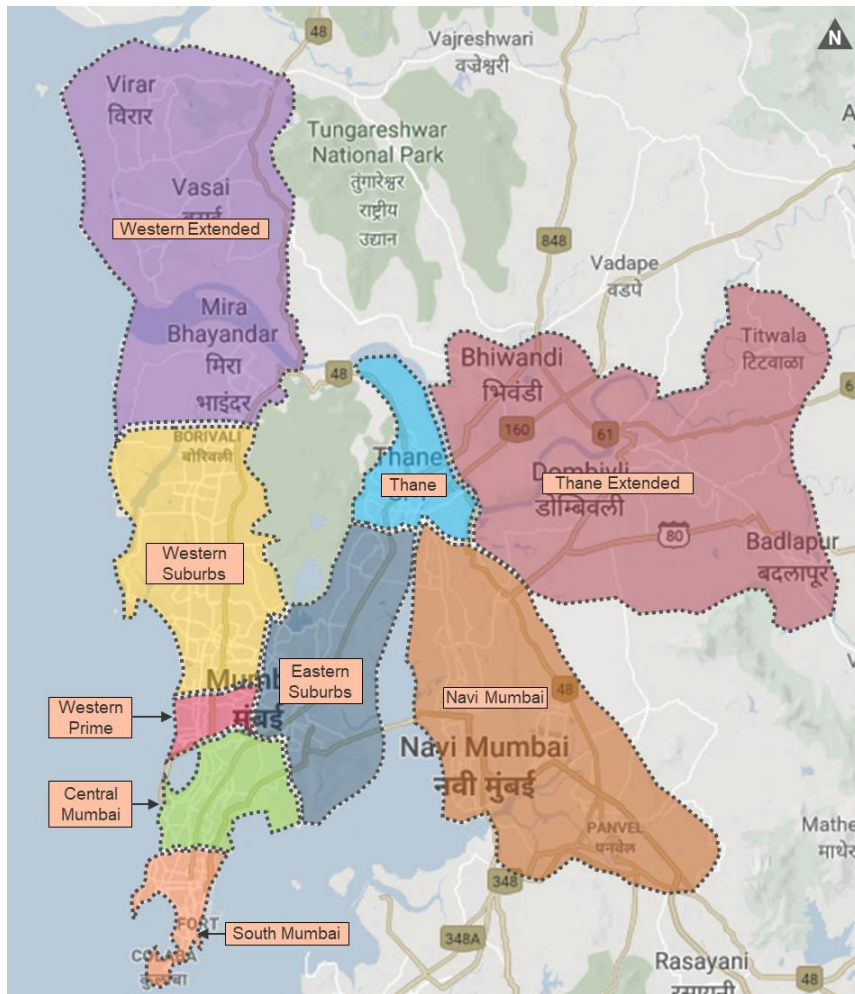 48
Vajreshwari
वज्रेश्वरी
N
Virar
विरार
Tungareshwar
National Park
तुंगारेश्वर
राष्ट्रीय
उद्यान
Vasai
Western Extended
848
Vadape
वडपे
Mira
Bhayandar
मिरा
भाइंदर
Titwala
टिटवाळा
Bhiwandi
भिवंडी
48
6
160
61
BORIVALI
बोरिवली
Thane
Thane
Dombivli
Thane Extended
डोम्बिवली
80
Badlapur
बदलापूर
Western
Suburbs
Eastern
Suburbs
48
Navi Mumbai
Western
Prime
मुंबई
Navi Mumbai
नवी मुंबई
Central
Mumbai
PANVEL
पनवेल
Mathe
माथेर
348
FORT
South Mumbai
348A
COLABA
कुलाबा
Rasayani
48